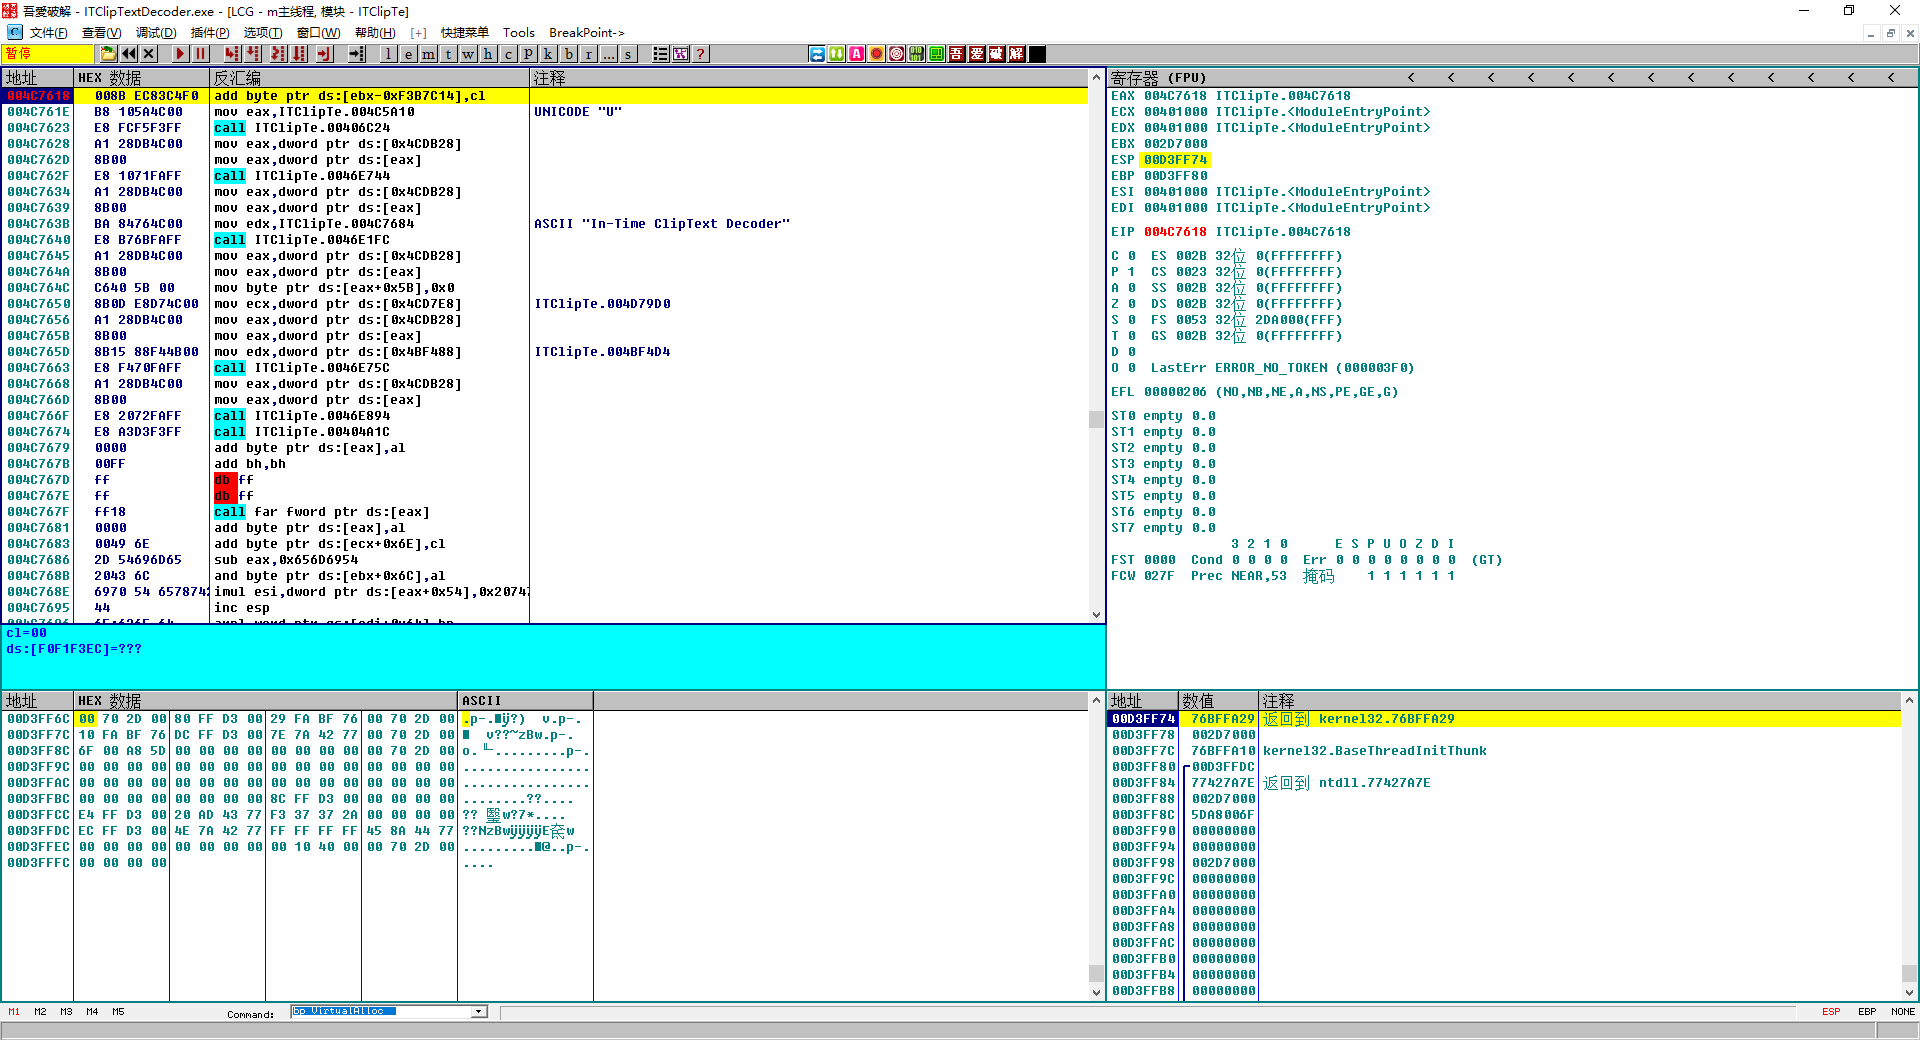 吾愛破解 - ITClipTextDecoder.exe - [LCG - m主线程, 模块 - ITClipTe]
文件(F) 查看(V) 调试(D) 插件(P) 选项(T) 窗口(W) 帮助(H) [+] 快捷菜单 Tools BreakPoint->
暂停 l e m t w h c p k b r ... s ? 吾 爱 破 解
地址 HEX 数据 反汇编 注释
004C7618 008B EC83C4F0 add byte ptr ds:[ebx-0xF3B7C14],cl
004C761E B8 105A4C00 mov eax,ITClipTe.004C5A10 UNICODE "U"
004C7623 E8 FCF5F3FF call ITClipTe.00406C24
004C7628 A1 28DB4C00 mov eax,dword ptr ds:[0x4CDB28]
004C762D 8B00 mov eax,dword ptr ds:[eax]
004C762F E8 1071FAFF call ITClipTe.0046E744
004C7634 A1 28DB4C00 mov eax,dword ptr ds:[0x4CDB28]
004C7639 8B00 mov eax,dword ptr ds:[eax]
004C763B BA 84764C00 mov edx,ITClipTe.004C7684 ASCII "In-Time ClipText Decoder"
004C7640 E8 B76BFAFF call ITClipTe.0046E1FC
004C7645 A1 28DB4C00 mov eax,dword ptr ds:[0x4CDB28]
004C764A 8B00 mov eax,dword ptr ds:[eax]
004C764C C640 5B 00 mov byte ptr ds:[eax+0x5B],0x0
004C7650 8B0D E8D74C00 mov ecx,dword ptr ds:[0x4CD7E8] ITClipTe.004D79D0
004C7656 A1 28DB4C00 mov eax,dword ptr ds:[0x4CDB28]
004C765B 8B00 mov eax,dword ptr ds:[eax]
004C765D 8B15 88F44B00 mov edx,dword ptr ds:[0x4BF488] ITClipTe.004BF4D4
004C7663 E8 F470FAFF call ITClipTe.0046E75C
004C7668 A1 28DB4C00 mov eax,dword ptr ds:[0x4CDB28]
004C766D 8B00 mov eax,dword ptr ds:[eax]
004C766F E8 2072FAFF call ITClipTe.0046E894
004C7674 E8 A3D3F3FF call ITClipTe.00404A1C
004C7679 0000 add byte ptr ds:[eax],al
004C767B 00FF add bh,bh
004C767D ff db ff
004C767E ff db ff
004C767F ff18 call far fword ptr ds:[eax]
004C7681 0000 add byte ptr ds:[eax],al
004C7683 0049 6E add byte ptr ds:[ecx+0x6E],cl
004C7686 2D 54696D65 sub eax,0x656D6954
004C768B 2043 6C and byte ptr ds:[ebx+0x6C],al
004C768E 6970 54 6578742 imul esi,dword ptr ds:[eax+0x54],0x2074
004C7695 44 inc esp
cl=00
ds:[F0F1F3EC]=???
寄存器 (FPU) < < < < < < < < < < < < <
EAX 004C7618 ITClipTe.004C7618
ECX 00401000 ITClipTe.<ModuleEntryPoint>
EDX 00401000 ITClipTe.<ModuleEntryPoint>
EBX 002D7000
ESP 00D3FF74
EBP 00D3FF80
ESI 00401000 ITClipTe.<ModuleEntryPoint>
EDI 00401000 ITClipTe.<ModuleEntryPoint>
EIP 004C7618 ITClipTe.004C7618
C 0 ES 002B 32位 0(FFFFFFFF)
P 1 CS 0023 32位 0(FFFFFFFF)
A 0 SS 002B 32位 0(FFFFFFFF)
Z 0 DS 002B 32位 0(FFFFFFFF)
S 0 FS 0053 32位 2DA000(FFF)
T 0 GS 002B 32位 0(FFFFFFFF)
D 0
O 0 LastErr ERROR_NO_TOKEN (000003F0)
EFL 00000206 (NO,NB,NE,A,NS,PE,GE,G)
ST0 empty 0.0
ST1 empty 0.0
ST2 empty 0.0
ST3 empty 0.0
ST4 empty 0.0
ST5 empty 0.0
ST6 empty 0.0
ST7 empty 0.0
3 2 1 0 E S P U O Z D I
FST 0000 Cond 0 0 0 0 Err 0 0 0 0 0 0 0 0 (GT)
FCW 027F Prec NEAR,53 掩码 1 1 1 1 1 1
地址 HEX 数据 ASCII
00D3FF6C 00 70 2D 00 80 FF D3 00 29 FA BF 76 00 70 2D 00
00D3FF7C 10 FA BF 76 DC FF D3 00 7E 7A 42 77 00 70 2D 00
00D3FF8C 6F 00 A8 5D 00 00 00 00 00 00 00 00 00 70 2D 00
00D3FF9C 00 00 00 00 00 00 00 00 00 00 00 00 00 00 00 00 ................
00D3FFAC 00 00 00 00 00 00 00 00 00 00 00 00 00 00 00 00 ................
00D3FFBC 00 00 00 00 00 00 00 00 8C FF D3 00 00 00 00 00 ........??....
00D3FFCC E4 FF D3 00 20 AD 43 77 F3 37 37 2A 00 00 00 00
00D3FFDC EC FF D3 00 4E 7A 42 77 FF FF FF FF 45 8A 44 77
00D3FFEC 00 00 00 00 00 00 00 00 00 10 40 00 00 70 2D 00
00D3FFFC 00 00 00 00 ....
地址 数值 注释
00D3FF74 76BFFA29 返回到 kernel32.76BFFA29
00D3FF78 002D7000
00D3FF7C 76BFFA10 kernel32.BaseThreadInitThunk
00D3FF80 00D3FFDC
00D3FF84 77427A7E 返回到 ntdll.77427A7E
00D3FF88 002D7000
00D3FF8C 5DA8006F
00D3FF90 00000000
00D3FF94 00000000
00D3FF98 002D7000
00D3FF9C 00000000
00D3FFA0 00000000
00D3FFA4 00000000
00D3FFA8 00000000
00D3FFAC 00000000
00D3FFB0 00000000
00D3FFB4 00000000
00D3FFB8 00000000
M1 M2 M3 M4 M5 Command: bp VirtualAlloc ESP EBP NONE